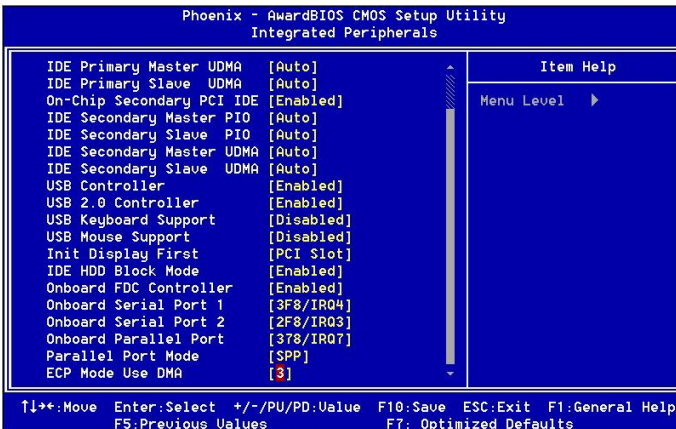 Phoenix - AwardBIOS CMOS Setup Utility
Integrated Peripherals
Item Help
Menu Level
IDE Primary Master UDMA [Auto]
IDE Primary Slave UDMA [Auto]
On-Chip Secondary PCI IDE [Enabled]
IDE Secondary Master PIO [Auto]
IDE Secondary Slave PIO [Auto]
IDE Secondary Master UDMA [Auto]
IDE Secondary Slave UDMA [Auto]
USB Controller [Enabled]
USB 2.0 Controller [Enabled]
USB Keyboard Support [Disabled]
USB Mouse Support [Disabled]
Init Display First [PCI Slot]
IDE HDD Block Mode [Enabled]
Onboard FDC Controller [Enabled]
Onboard Serial Port 1 [3F8/IRQ4]
Onboard Serial Port 2 [2F8/IRQ3]
Onboard Parallel Port [378/IRQ7]
Parallel Port Mode [SPP]
ECP Mode Use DMA [3]
↑↓→←:Move Enter:Select +/-/PU/PD:Value F10:Save ESC:Exit F1:General Help
F5:Previous Values F7: Optimized Defaults